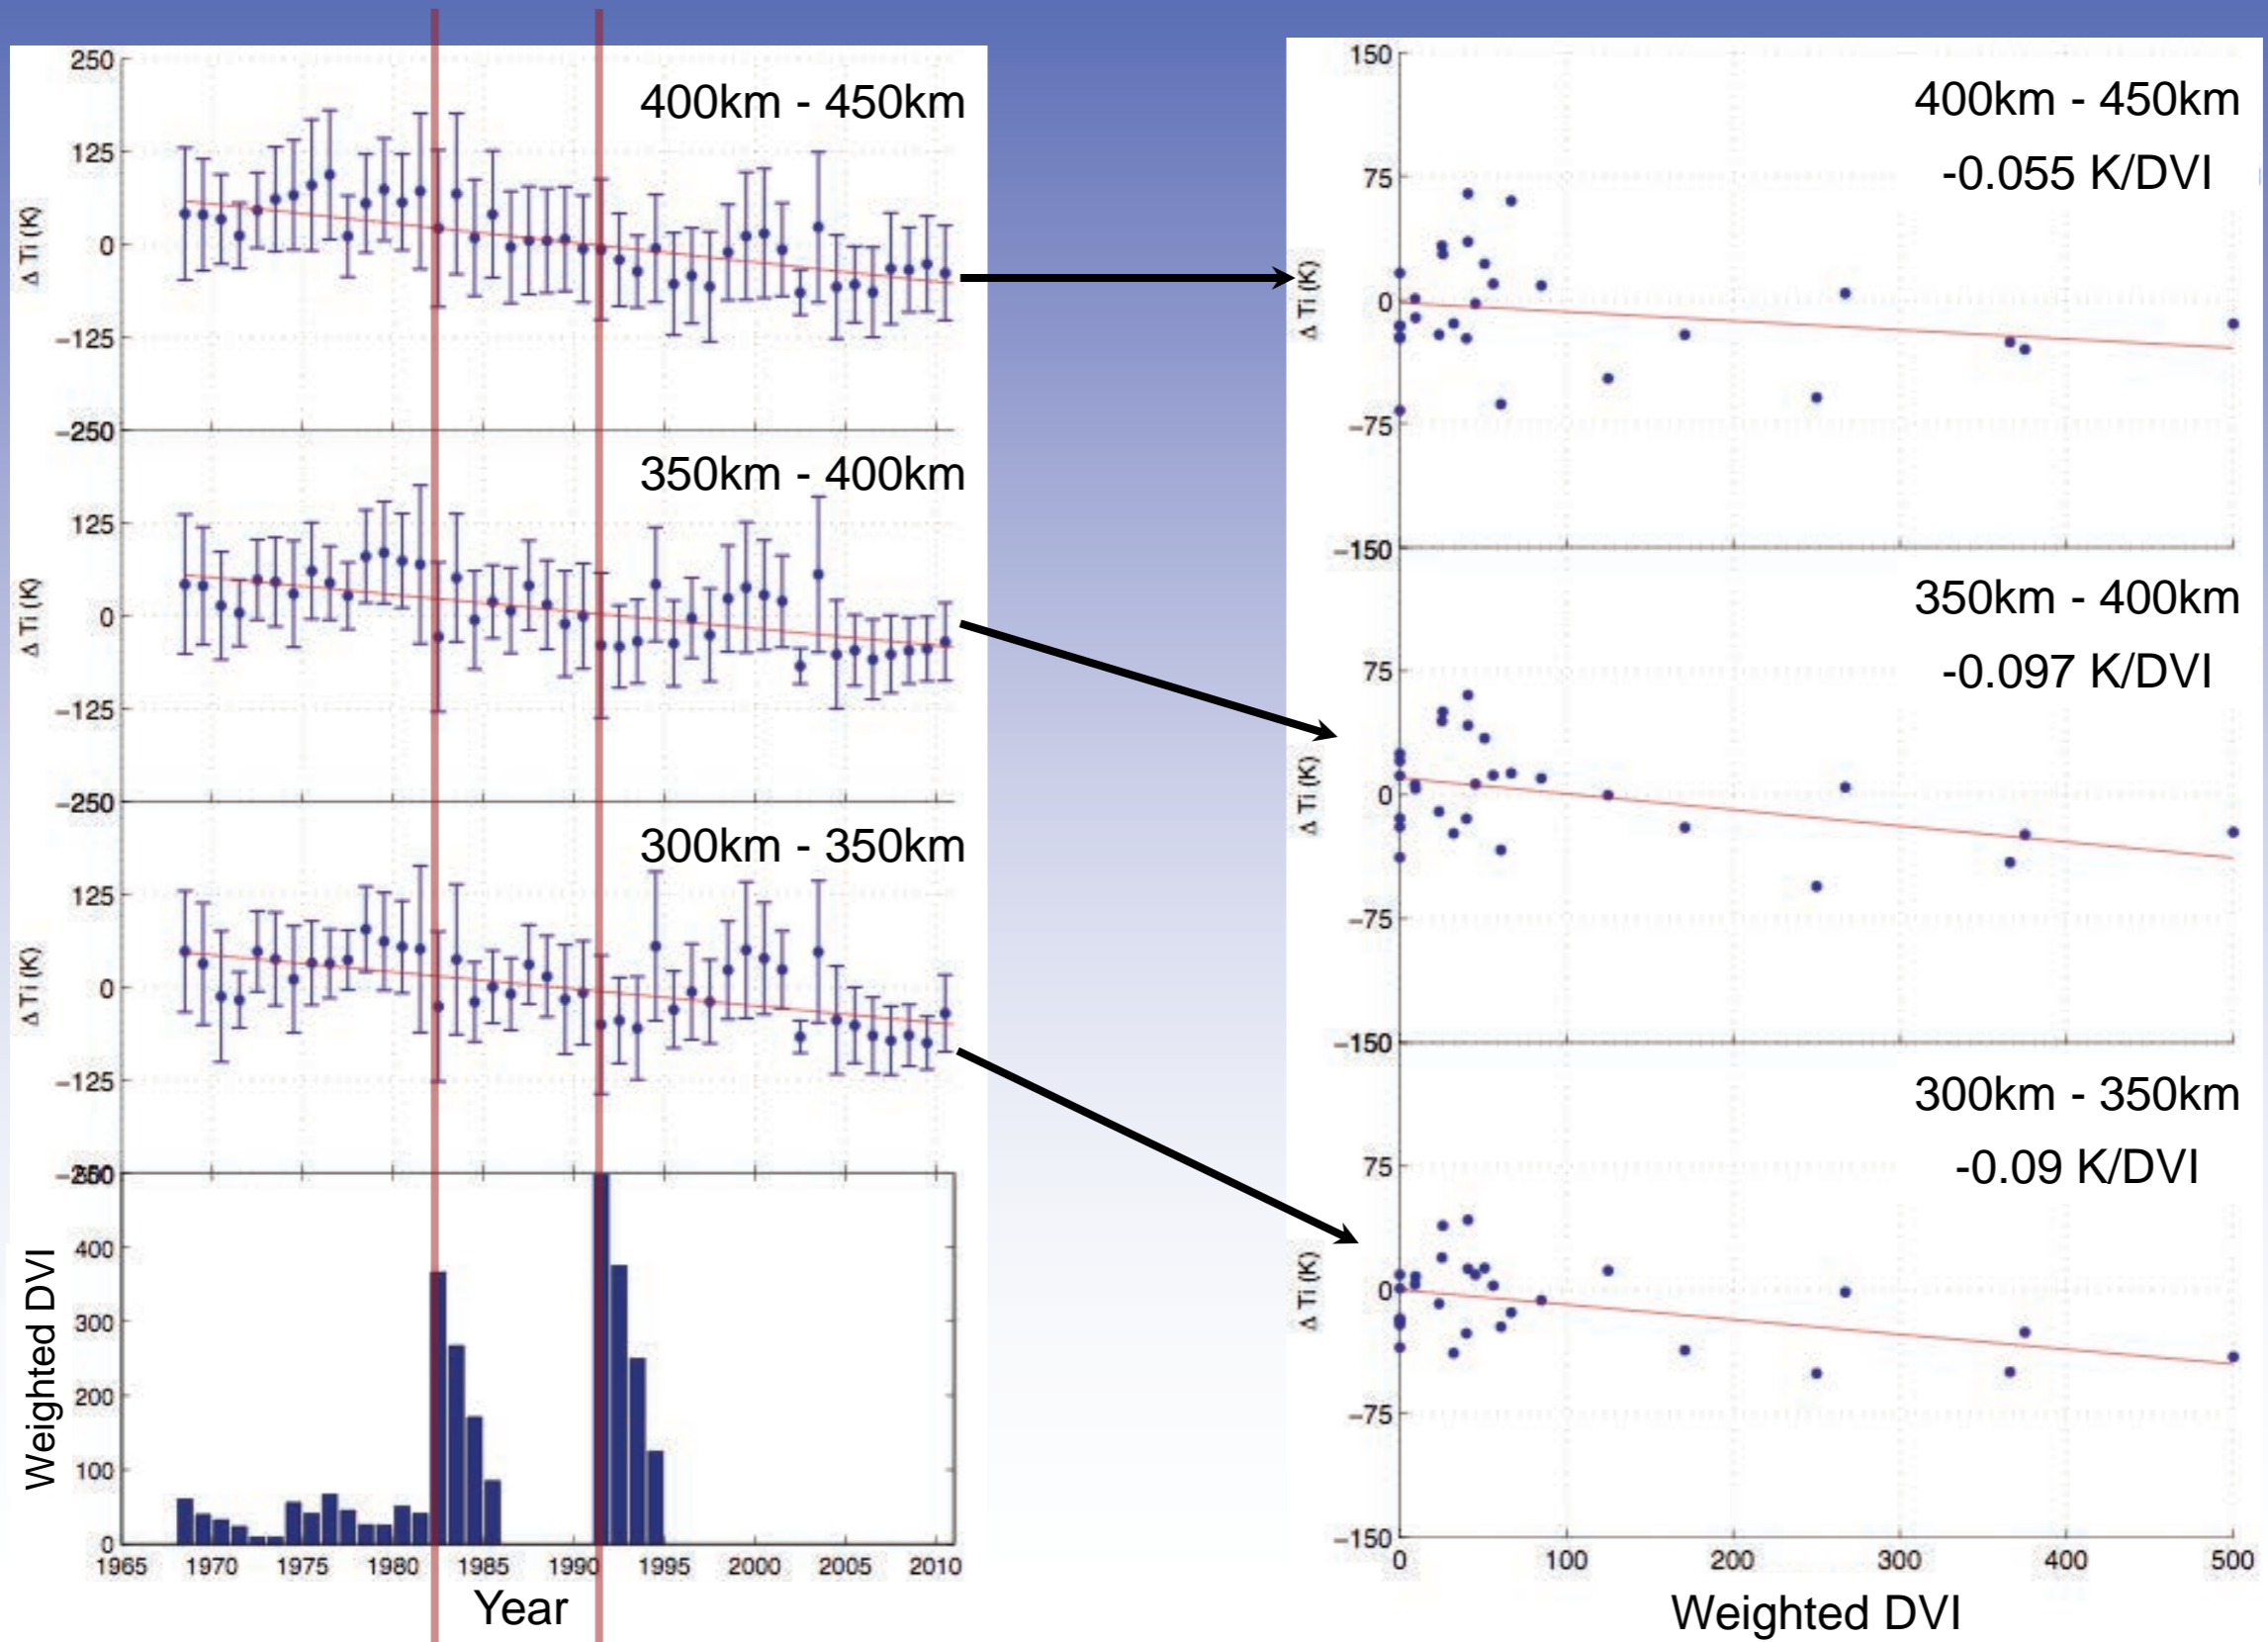 250
400km - 450km
125
Δ Ti (K)
0
−125
−250
350km - 400km
125
Δ Ti (K)
0
−125
−250
300km - 350km
125
Δ Ti (K)
0
−125
Weighted DVI
400
300
200
100
0
1965 1970 1975 1980 1985 1990 1995 2000 2005 2010
Year
150
400km - 450km
-0.055 K/DVI
75
Δ Ti (K)
0
−75
−150
350km - 400km
-0.097 K/DVI
75
Δ Ti (K)
0
−75
−150
300km - 350km
-0.09 K/DVI
75
Δ Ti (K)
0
−75
−150
0 100 200 300 400 500
Weighted DVI